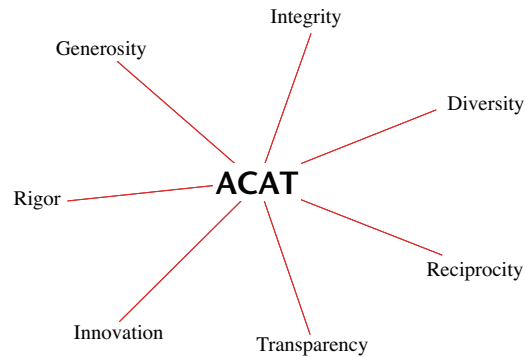 Integrity
Generosity
Diversity
ACAT
Rigor
Reciprocity
Innovation
Transparency